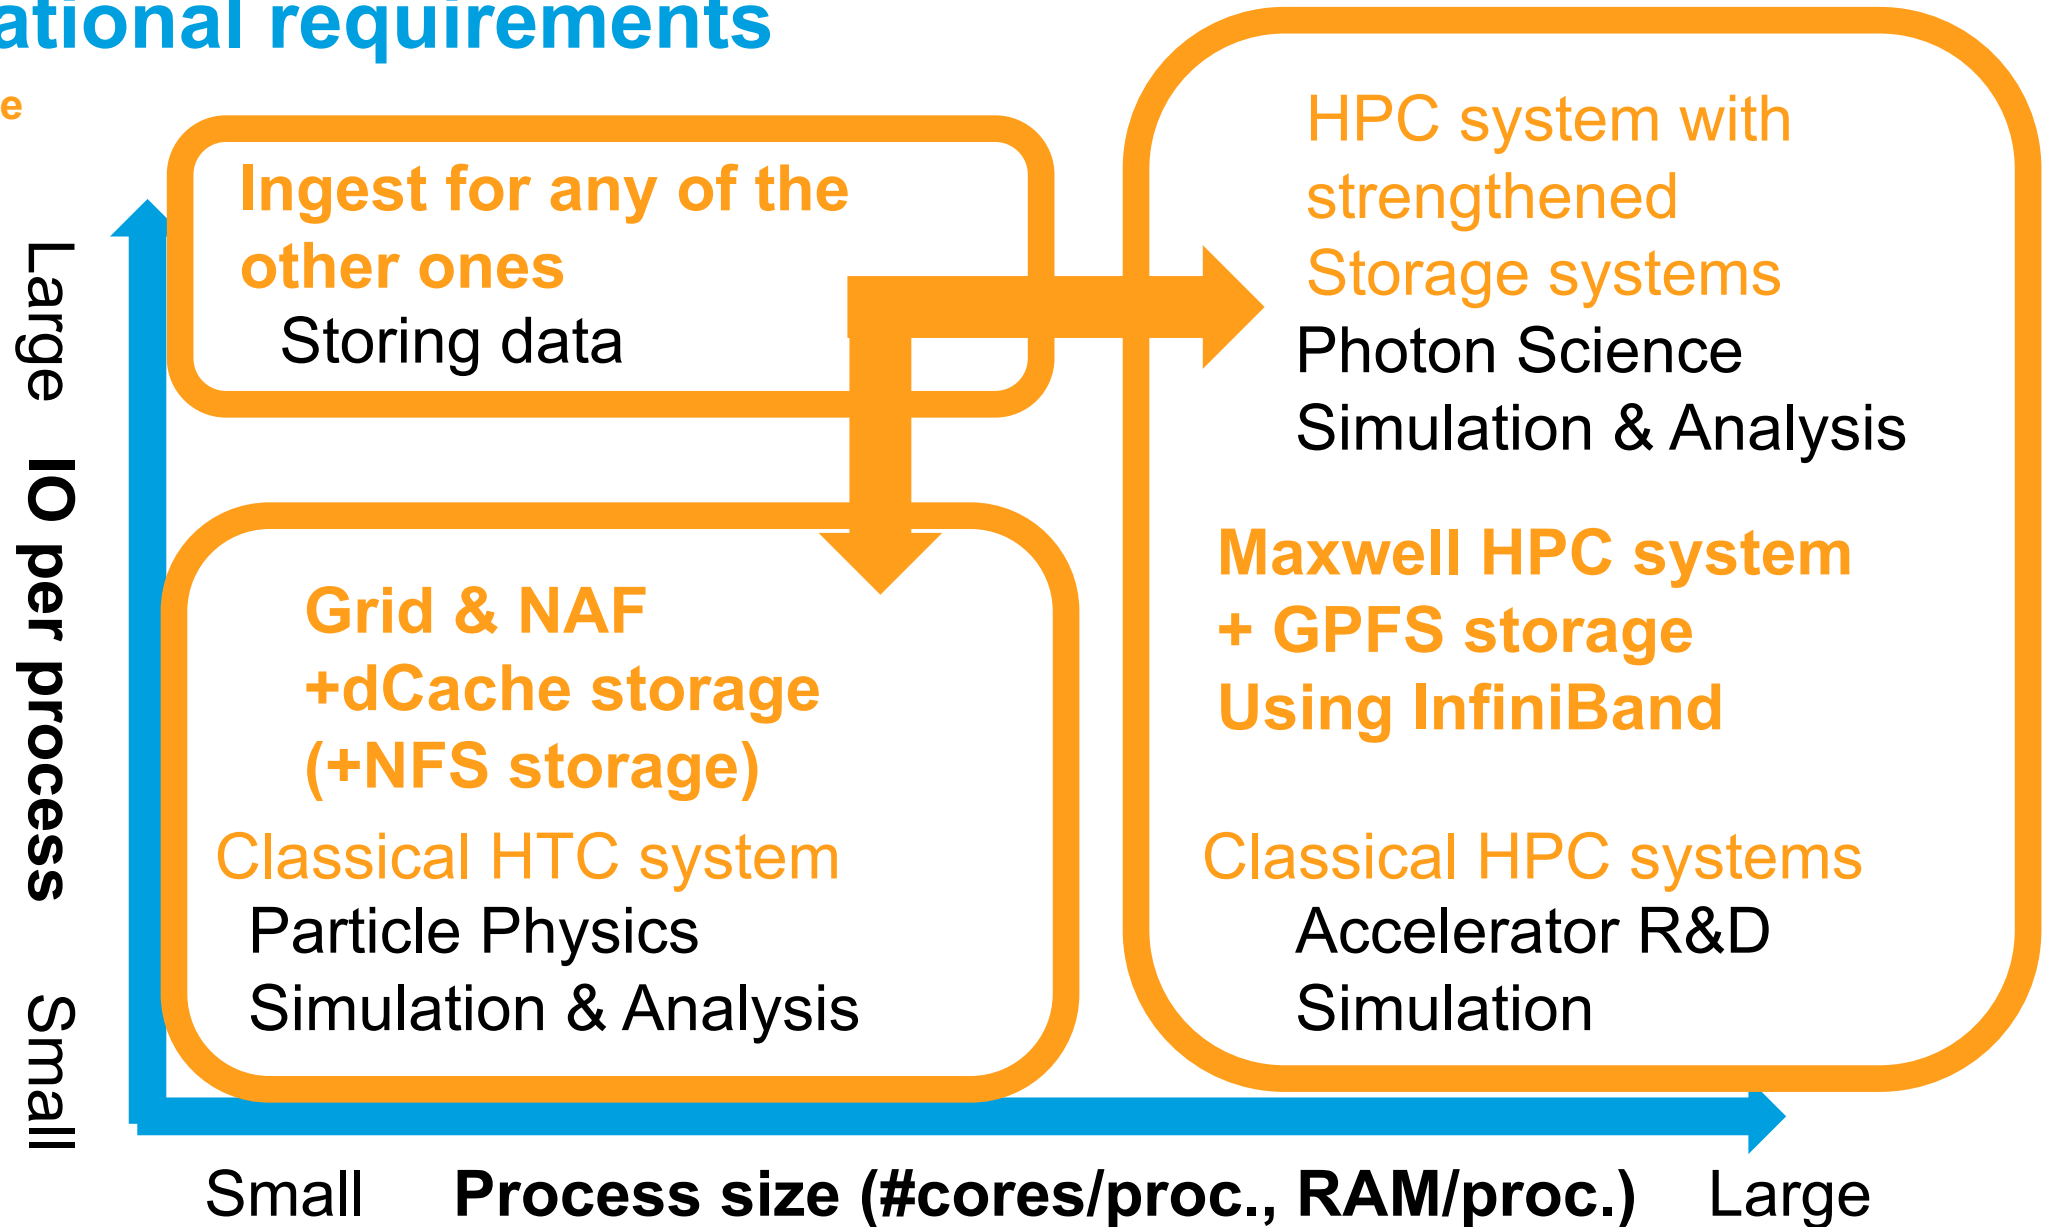 ational requirements
e
Ingest for any of the
other ones
Storing data
HPC system with
strengthened
Storage systems
Photon Science
Simulation & Analysis
Maxwell HPC system
+ GPFS storage
Using InfiniBand
Classical HPC systems
Accelerator R&D
Simulation
Grid & NAF
+dCache storage
(+NFS storage)
Classical HTC system
Particle Physics
Simulation & Analysis
Large IO per process Small
Small Process size (#cores/proc., RAM/proc.) Large